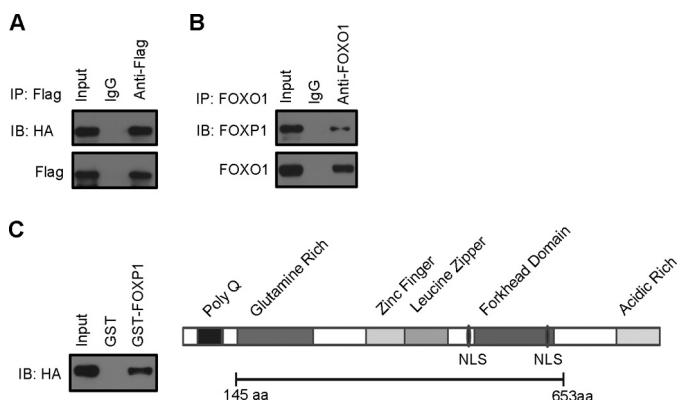 A
IP: Flag
Input
IgG
Anti-Flag
IB: HA
Flag
B
IP: FOXO1
Input
IgG
Anti-FOXO1
IB: FOXP1
FOXO1
C
Input
GST
GST-FOXP1
IB: HA
Poly Q
Glutamine Rich
Zinc Finger
Leucine Zipper
Forkhead Domain
Acidic Rich
NLS
NLS
145 aa
653aa